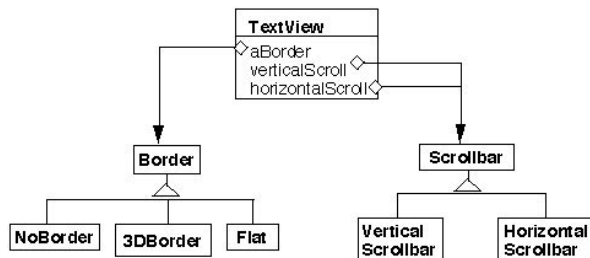 TextView
aBorder
verticalScroll
horizontalScroll
Border
Scrollbar
NoBorder
3DBorder
Flat
Vertical
Scrollbar
Horizontal
Scrollbar